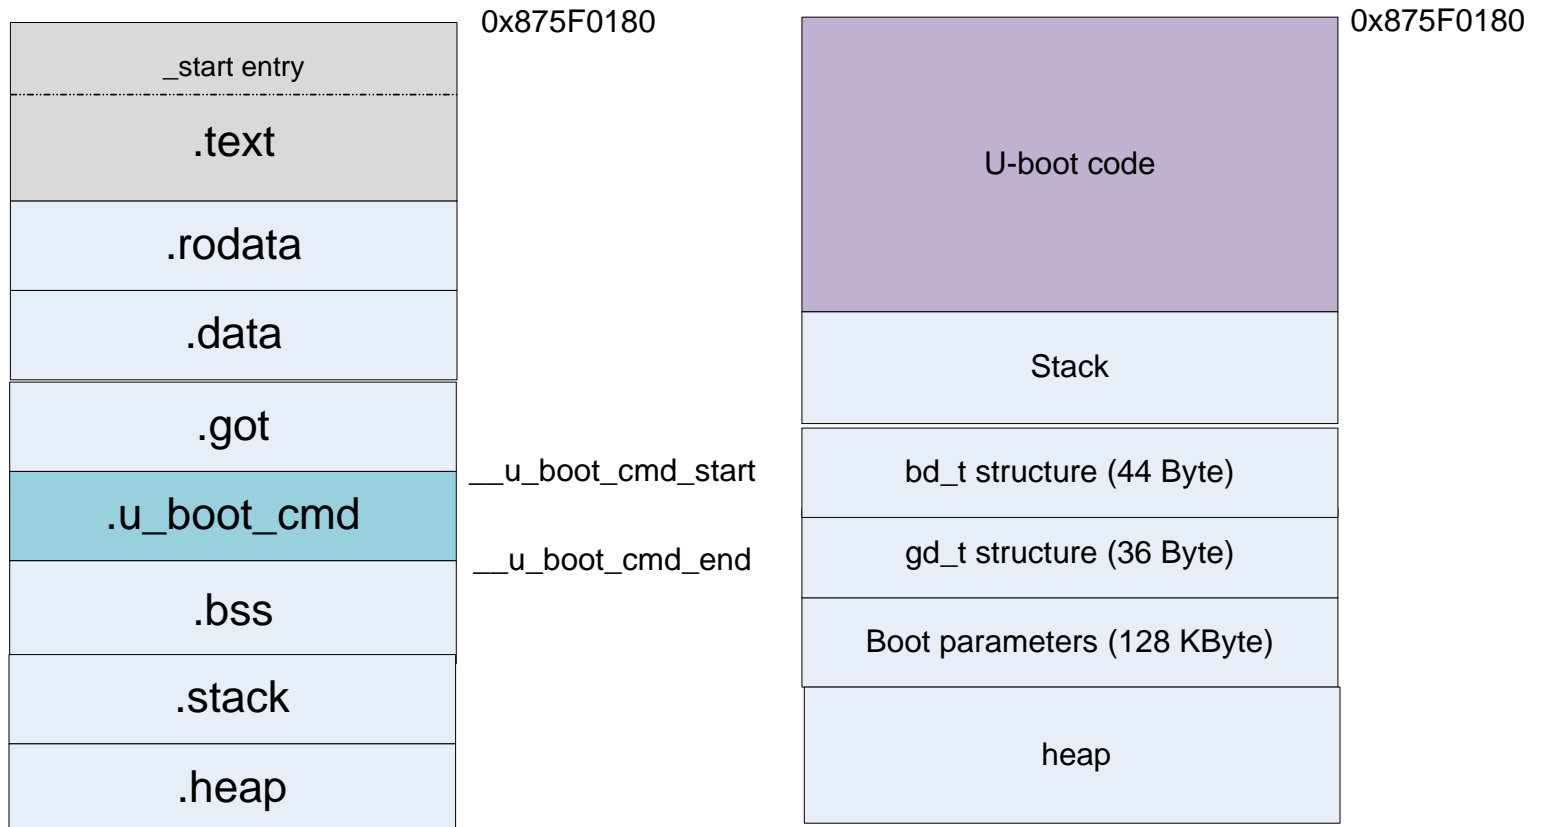 0x875F0180
_start entry
.text
.rodata
.data
.got
__u_boot_cmd_start
.u_boot_cmd
__u_boot_cmd_end
.bss
.stack
.heap
0x875F0180
U-boot code
Stack
bd_t structure (44 Byte)
gd_t structure (36 Byte)
Boot parameters (128 KByte)
heap